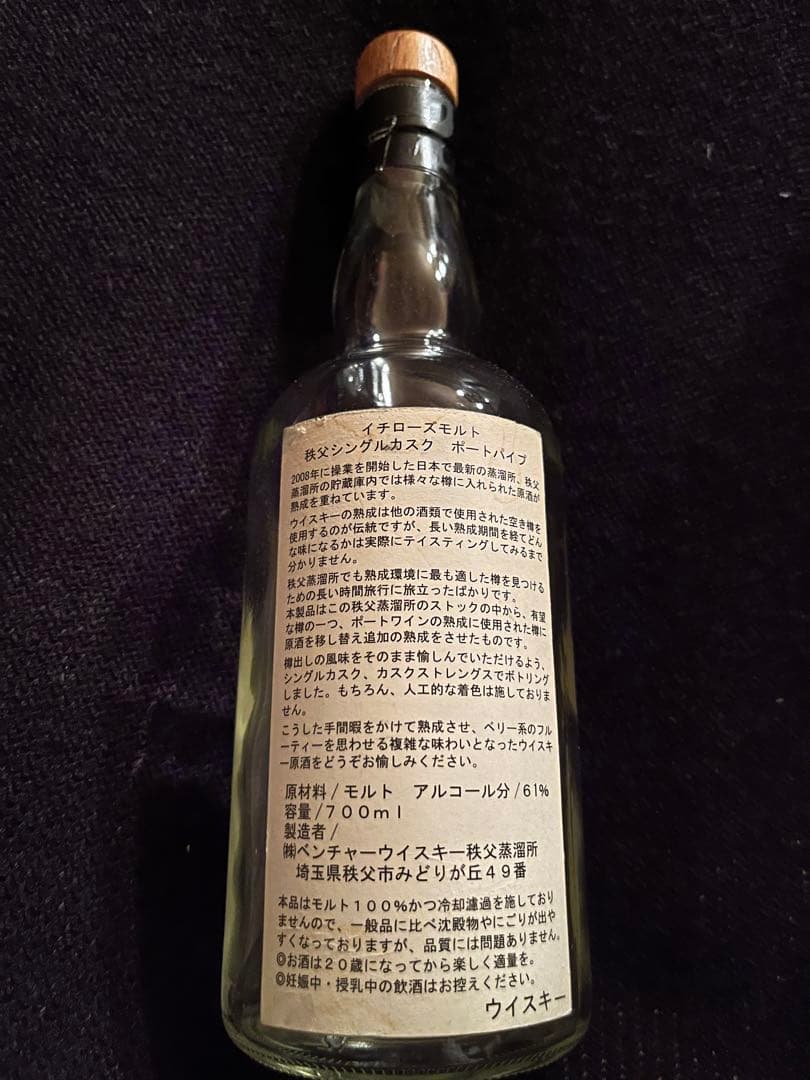 イチローズモルト
秩父シングルカスク　ポートパイプ
2008年に操業を開始した日本で最新の蒸溜所、秩父
蒸溜所の貯蔵庫内では様々な樽に入れられた原酒が
熟成を重ねています。
ウイスキーの熟成は他の酒類で使用された空き樽を
使用するのが伝統ですが、長い熟成期間を経てどん
な味になるかは実際にテイスティングしてみるまで
分かりません。
秩父蒸溜所でも熟成環境に最も適した樽を見つける
ための長い時間旅行に旅立ったばかりです。
本製品はこの秩父蒸溜所のストックの中から、有望
な樽の一つ、ポートワインの熟成に使用された樽に
原酒を移し替え追加の熟成をさせたものです。
樽出しの風味をそのまま愉しんでいただけるよう、
シングルカスク、カスクストレングスでボトリング
しました。もちろん、人工的な着色は施しておりま
せん。
こうした手間暇をかけて熟成させ、ベリー系のフル
ーティーを思わせる複雑な味わいとなったウイスキ
ー原酒をどうぞお愉しみください。
原材料/モルト　アルコール分/61%
容量/７００ｍｌ
製造者/
㈱ベンチャーウイスキー秩父蒸溜所
埼玉県秩父市みどりが丘４９番
本品はモルト１００％かつ冷却濾過を施しており
ませんので、一般品に比べ沈殿物やにごりが出や
すくなっておりますが、品質には問題ありません。
◎お酒は２０歳になってから楽しく適量を。
◎妊娠中・授乳中の飲酒はお控えください。
ウイスキー